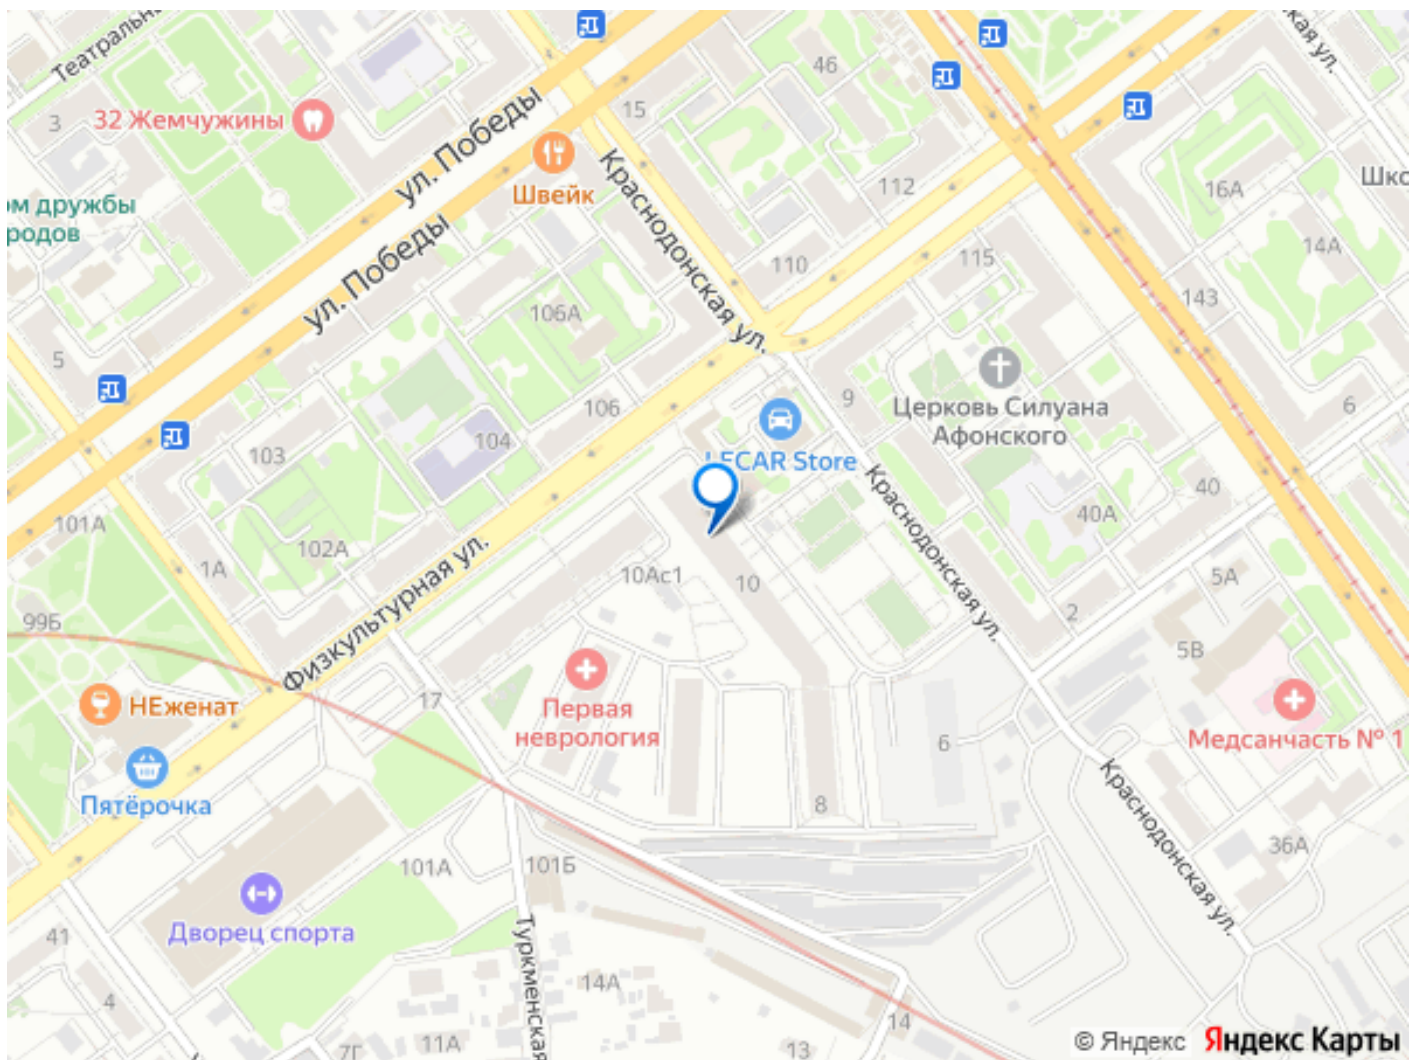 Театральн
ская ул.
46
15
3
32 Жемчужины
ул. Победы
Швейк
Краснодонская ул.
112
16А
Шко
ом дружбы
родов
ул. Победы
110
115
14А
143
106А
5
9
Церковь Силуана
Афонского
6
106
104
103
LECAR Store
Краснодонская ул.
40
40А
101А
102А
1А
Физкультурная ул.
10Ас1
10
5А
2
99Б
5В
НЕженат
17
Первая
неврология
6
Медсанчасть № 1
Пятёрочка
8
Краснодонская ул.
36А
101А
101Б
Дворец спорта
41
Туркменская
14А
4
14
7Г
11А
13
© Яндекс Яндекс Карты